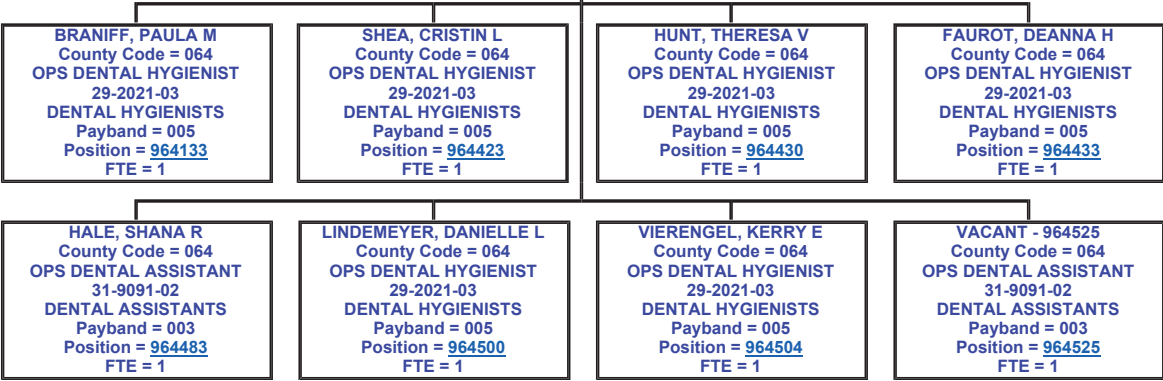 BRANIFF, PAULA M
County Code = 064
OPS DENTAL HYGIENIST
29-2021-03
DENTAL HYGIENISTS
Payband = 005
Position = 964133
FTE = 1
SHEA, CRISTIN L
County Code = 064
OPS DENTAL HYGIENIST
29-2021-03
DENTAL HYGIENISTS
Payband = 005
Position = 964423
FTE = 1
HUNT, THERESA V
County Code = 064
OPS DENTAL HYGIENIST
29-2021-03
DENTAL HYGIENISTS
Payband = 005
Position = 964430
FTE = 1
FAUROT, DEANNA H
County Code = 064
OPS DENTAL HYGIENIST
29-2021-03
DENTAL HYGIENISTS
Payband = 005
Position = 964433
FTE = 1
HALE, SHANA R
County Code = 064
OPS DENTAL ASSISTANT
31-9091-02
DENTAL ASSISTANTS
Payband = 003
Position = 964483
FTE = 1
LINDEMEYER, DANIELLE L
County Code = 064
OPS DENTAL HYGIENIST
29-2021-03
DENTAL HYGIENISTS
Payband = 005
Position = 964500
FTE = 1
VIERENGEL, KERRY E
County Code = 064
OPS DENTAL HYGIENIST
29-2021-03
DENTAL HYGIENISTS
Payband = 005
Position = 964504
FTE = 1
VACANT - 964525
County Code = 064
OPS DENTAL ASSISTANT
31-9091-02
DENTAL ASSISTANTS
Payband = 003
Position = 964525
FTE = 1